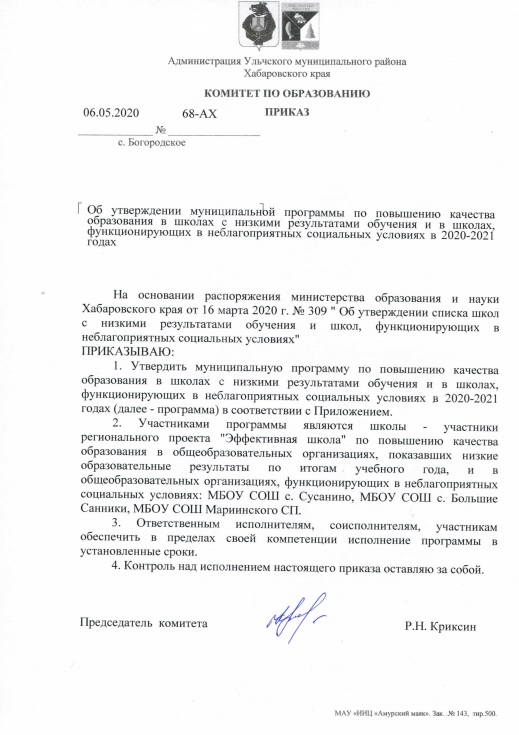 Администрация Ульчского муниципального района
Хабаровского края
КОМИТЕТ ПО ОБРАЗОВАНИЮ
06.05.2020 68-АХ ПРИКАЗ
____________ № _______________
с. Богородское
Об утверждении муниципальной программы по повышению качества
образования в школах с низкими результатами обучения и в школах,
функционирующих в неблагоприятных социальных условиях в 2020-2021
годах
На основании распоряжения министерства образования и науки
Хабаровского края от 16 марта 2020 г. № 309 " Об утверждении списка школ
с низкими результатами обучения и школ, функционирующих в
неблагоприятных социальных условиях"
ПРИКАЗЫВАЮ:
1. Утвердить муниципальную программу по повышению качества
образования в школах с низкими результатами обучения и в школах,
функционирующих в неблагоприятных социальных условиях в 2020-2021
годах (далее - программа) в соответствии с Приложением.
2. Участниками программы являются школы - участники
регионального проекта "Эффективная школа" по повышению качества
образования в общеобразовательных организациях, показавших низкие
образовательные результаты по итогам учебного года, и в
общеобразовательных организациях, функционирующих в неблагоприятных
социальных условиях: МБОУ СОШ с. Сусанино, МБОУ СОШ с. Большие
Санники, МБОУ СОШ Мариинского СП.
3. Ответственным исполнителям, соисполнителям, участникам
обеспечить в пределах своей компетенции исполнение программы в
установленные сроки.
4. Контроль над исполнением настоящего приказа оставляю за собой.
Председатель комитета Р.Н. Криксин
МАУ «ИИЦ «Амурский маяк». Зак. .№ 143, тир.500.